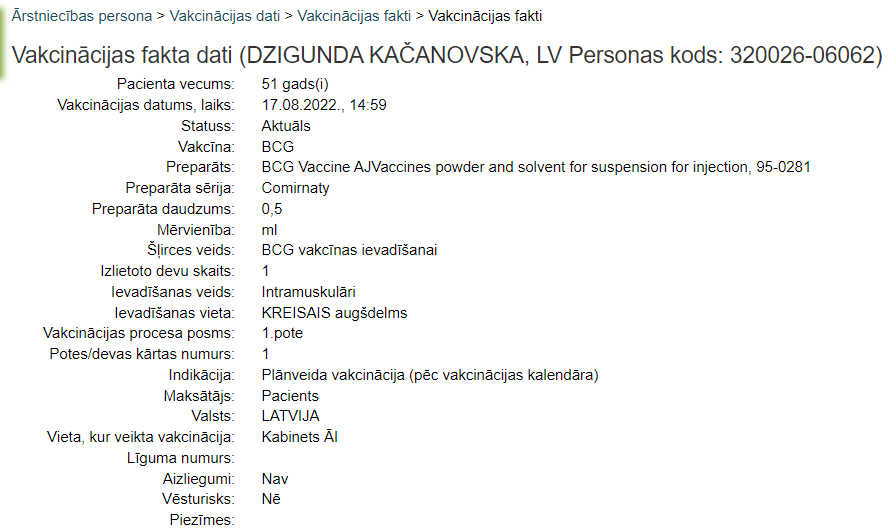 Ārstniecības persona > Vakcinācijas dati > Vakcinācijas fakti > Vakcinācijas fakti
Vakcinācijas fakta dati (DZIGUNDA KAČANOVSKA, LV Personas kods: 320026-06062)
Pacienta vecums: 51 gads(i)
Vakcinācijas datums, laiks: 17.08.2022., 14:59
Statuss: Aktuāls
Vakcīna: BCG
Preparāts: BCG Vaccine AJVaccines powder and solvent for suspension for injection, 95-0281
Preparāta sērija: Comirnaty
Preparāta daudzums: 0,5
Mērvienība: ml
Šļirces veids: BCG vakcīnas ievadīšanai
Izlietoto devu skaits: 1
Ievadīšanas veids: Intramuskulāri
Ievadīšanas vieta: KREISAIS augšdelms
Vakcinācijas procesa posms: 1.pote
Potes/devas kārtas numurs: 1
Indikācija: Plānveida vakcinācija (pēc vakcinācijas kalendāra)
Maksātājs: Pacients
Valsts: LATVIJA
Vieta, kur veikta vakcinācija: Kabinets ĀI
Līguma numurs:
Aizliegumi: Nav
Vēsturisks: Nē
Piezīmes: